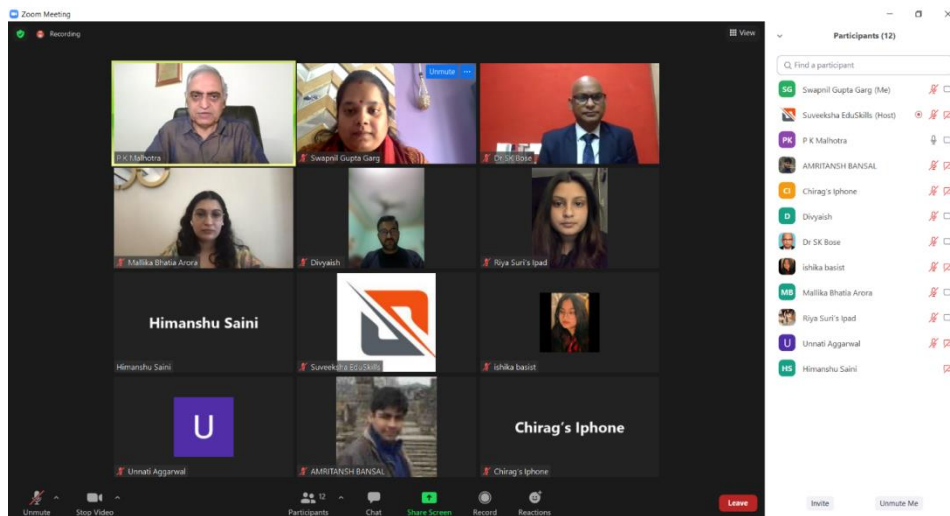 Zoom Meeting
Recording
View
P K Malhotra
Unmute
Swapnil Gupta Garg
Dr SK Bose
Mallika Bhatia Arora
Divyaish
Riya Suri's Ipad
Himanshu Saini
Himanshu Saini
Suveeksha EduSkills
ishika basist
U
Unnati Aggarwal
AMRITANSH BANSAL
Chirag's Iphone
Chirag's Iphone
Unmute
Stop Video
12
Participants
Chat
Share Screen
Record
Reactions
Leave
Participants (12)
Find a participant
SG Swapnil Gupta Garg (Me)
Suveeksha EduSkills (Host)
PK P K Malhotra
AMRITANSH BANSAL
CI Chirag's Iphone
D Divyaish
Dr SK Bose
ishika basist
MB Mallika Bhatia Arora
Riya Suri's Ipad
U Unnati Aggarwal
HS Himanshu Saini
Invite
Unmute Me